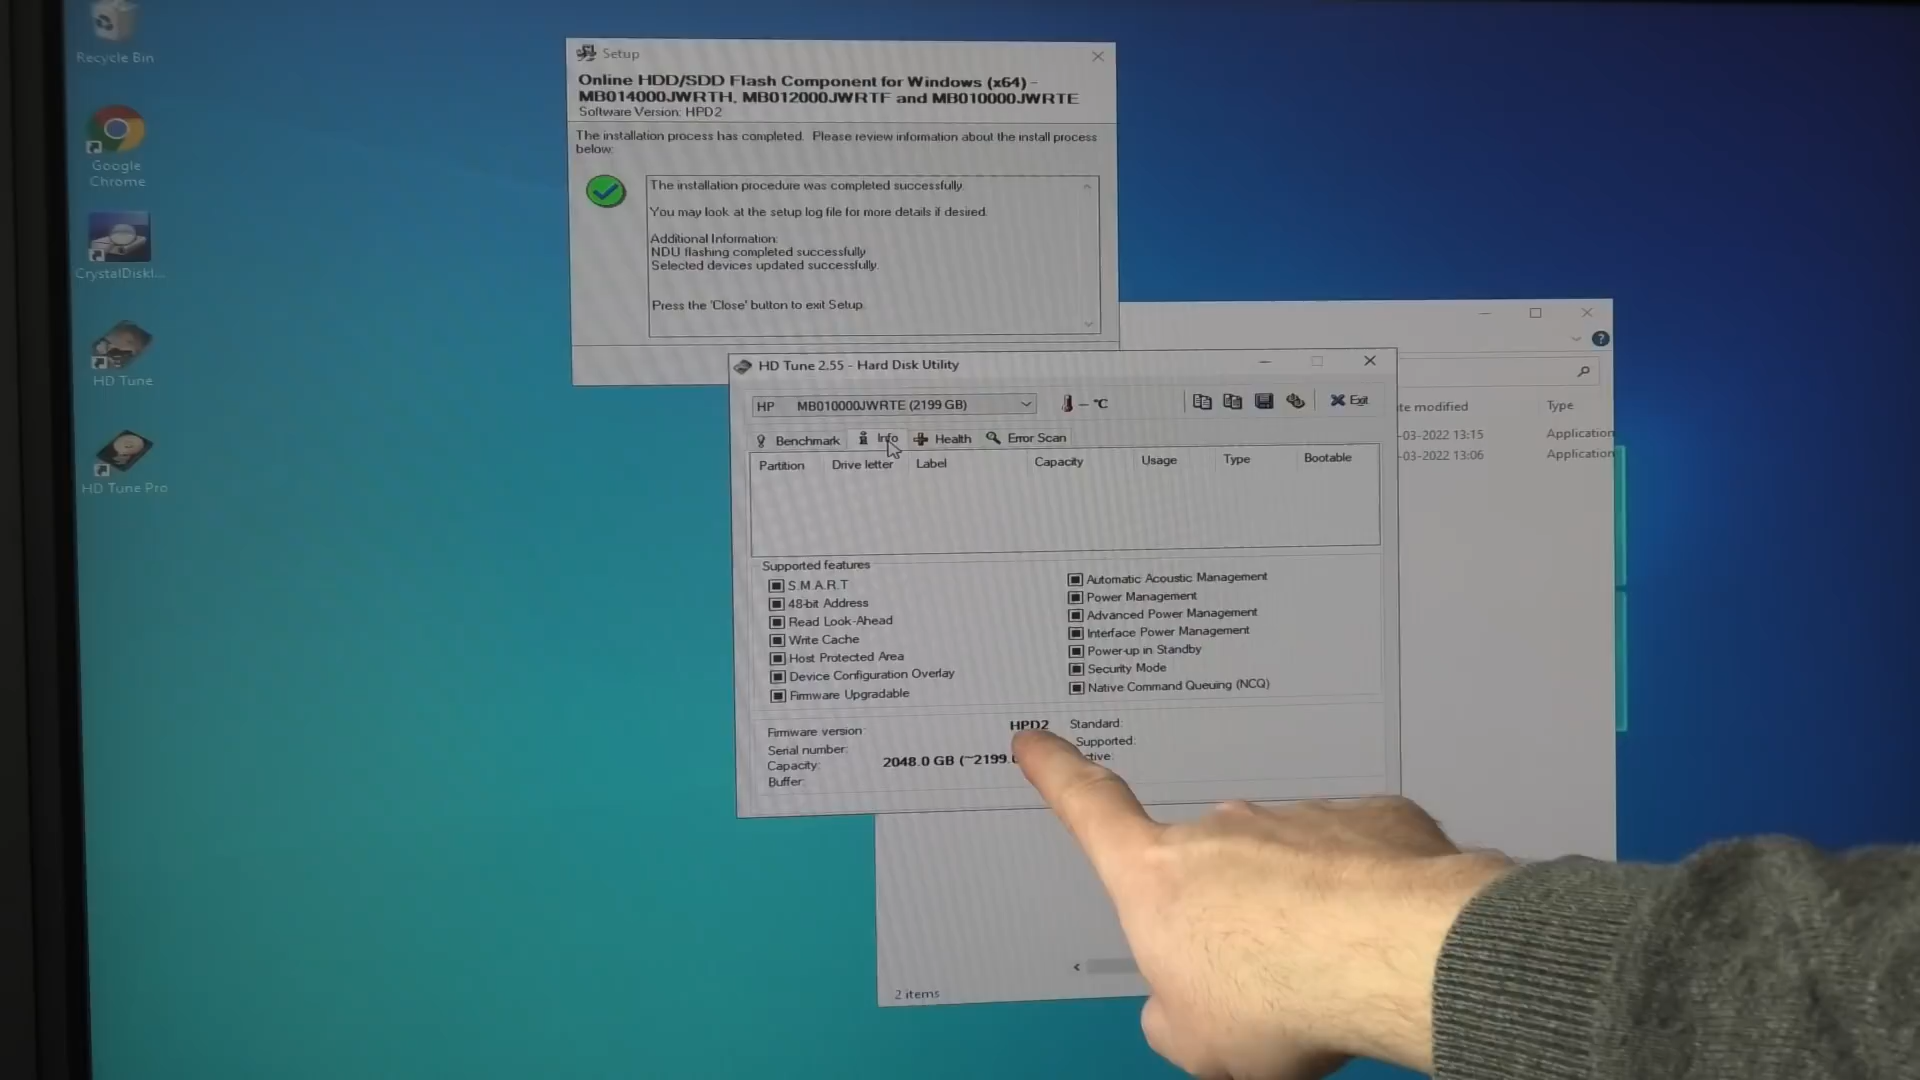 Recycle Bin
Google
Chrome
CrystalDiskI...
HD Tune
HD Tune Pro
Setup
Online HDD/SDD Flash Component for Windows (x64) -
MB014000JWRTH, MB012000JWRTF and MB010000JWRTE
Software Version: HPD2
The installation process has completed. Please review information about the install process
below:
The installation procedure was completed successfully.
You may look at the setup log file for more details if desired.
Additional Information:
NDU flashing completed successfully
Selected devices updated successfully.
Press the 'Close' button to exit Setup.
HD Tune 2.55 - Hard Disk Utility
HP MB010000JWRTE (2199 GB)
– °C
Exit
Benchmark Info Health Error Scan
Partition Drive letter Label Capacity Usage Type Bootable
Supported features
S.M.A.R.T
48-bit Address
Read Look-Ahead
Write Cache
Host Protected Area
Device Configuration Overlay
Firmware Upgradable
Automatic Acoustic Management
Power Management
Advanced Power Management
Interface Power Management
Power-up in Standby
Security Mode
Native Command Queuing (NCQ)
Firmware version: HPD2
Serial number:
Capacity: 2048.0 GB (~2199.
Buffer:
Standard:
Supported:
ctive:
te modified Type
-03-2022 13:15 Application
-03-2022 13:06 Application
2 items